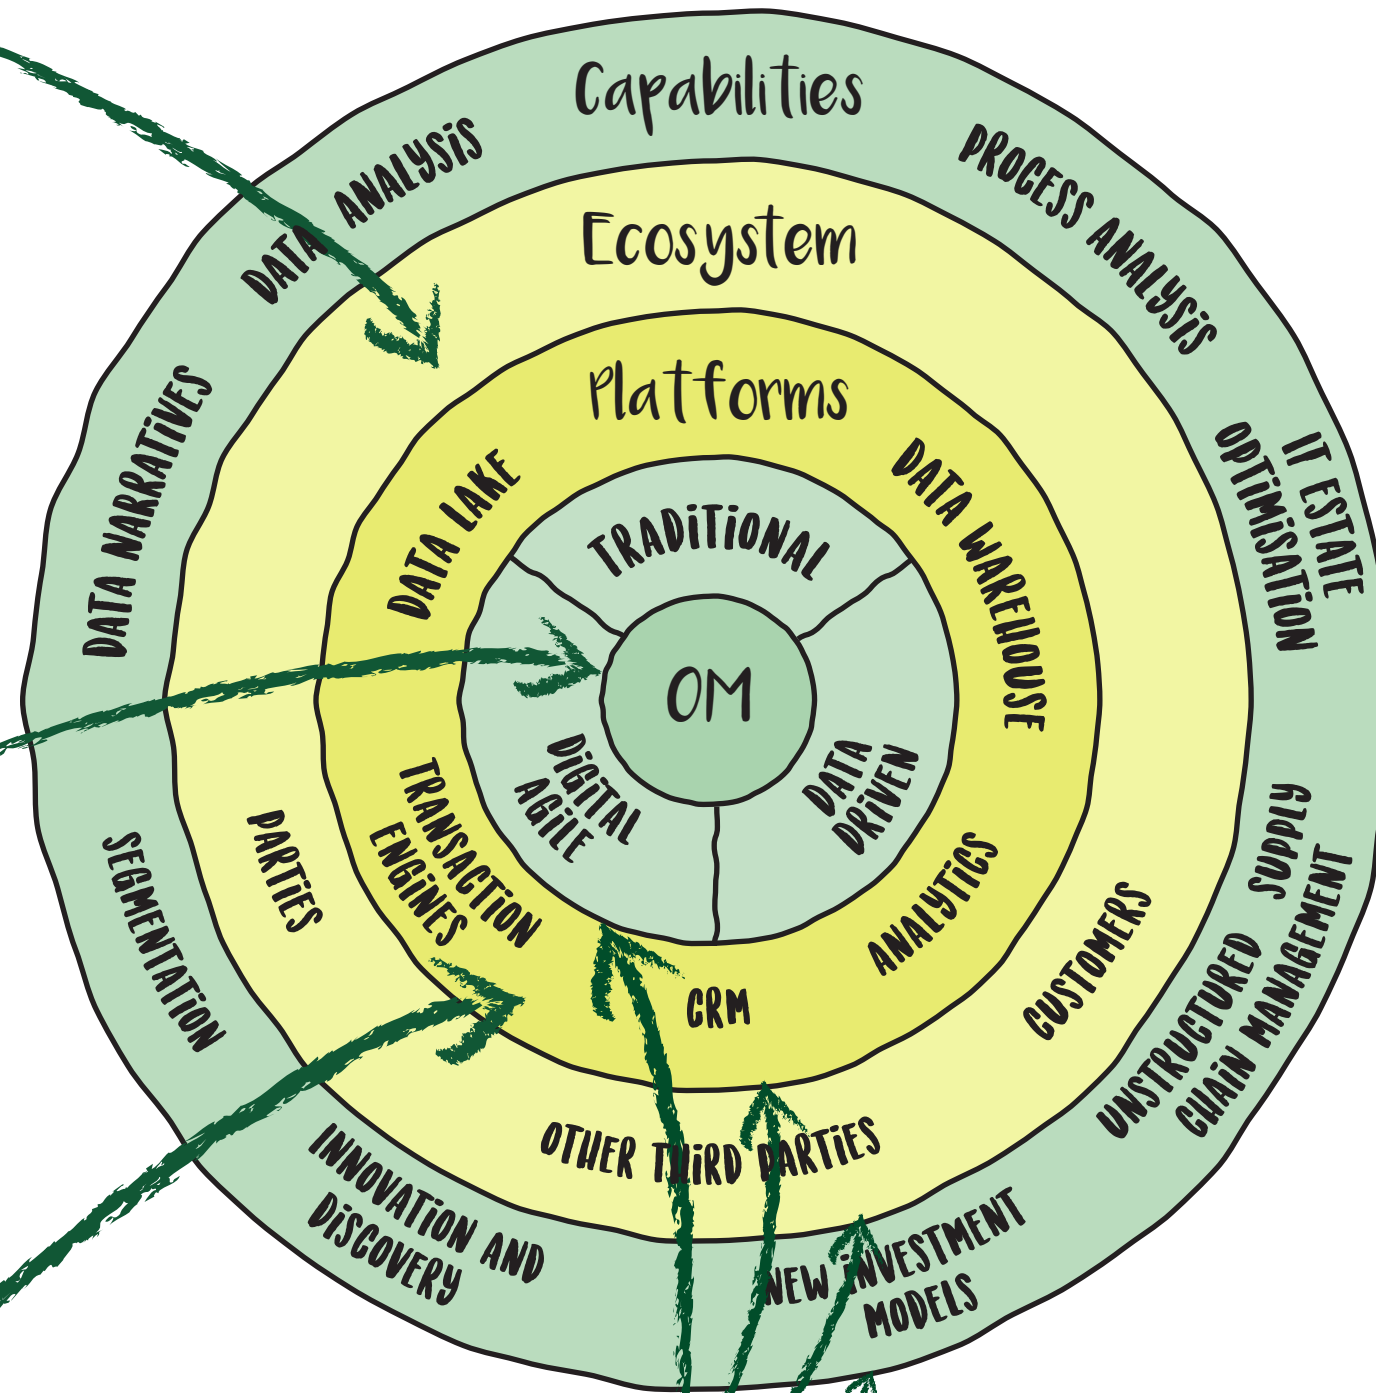 Capabilities
DATA ANALYSIS
PROCESS ANALYSIS
Ecosystem
Platforms
DATA NARRATIVES
IT ESTATE
OPTIMISATION
DATA LAKE
DATA WAREHOUSE
TRADITIONAL
OM
DIGITAL
AGILE
DATA
DRIVEN
TRANSACTION
ENGINES
ANALYTICS
CRM
PARTIES
CUSTOMERS
OTHER THIRD PARTIES
SEGMENTATION
UNSTRUCTURED SUPPLY
CHAIN MANAGEMENT
INNOVATION AND
DISCOVERY
NEW INVESTMENT
MODELS